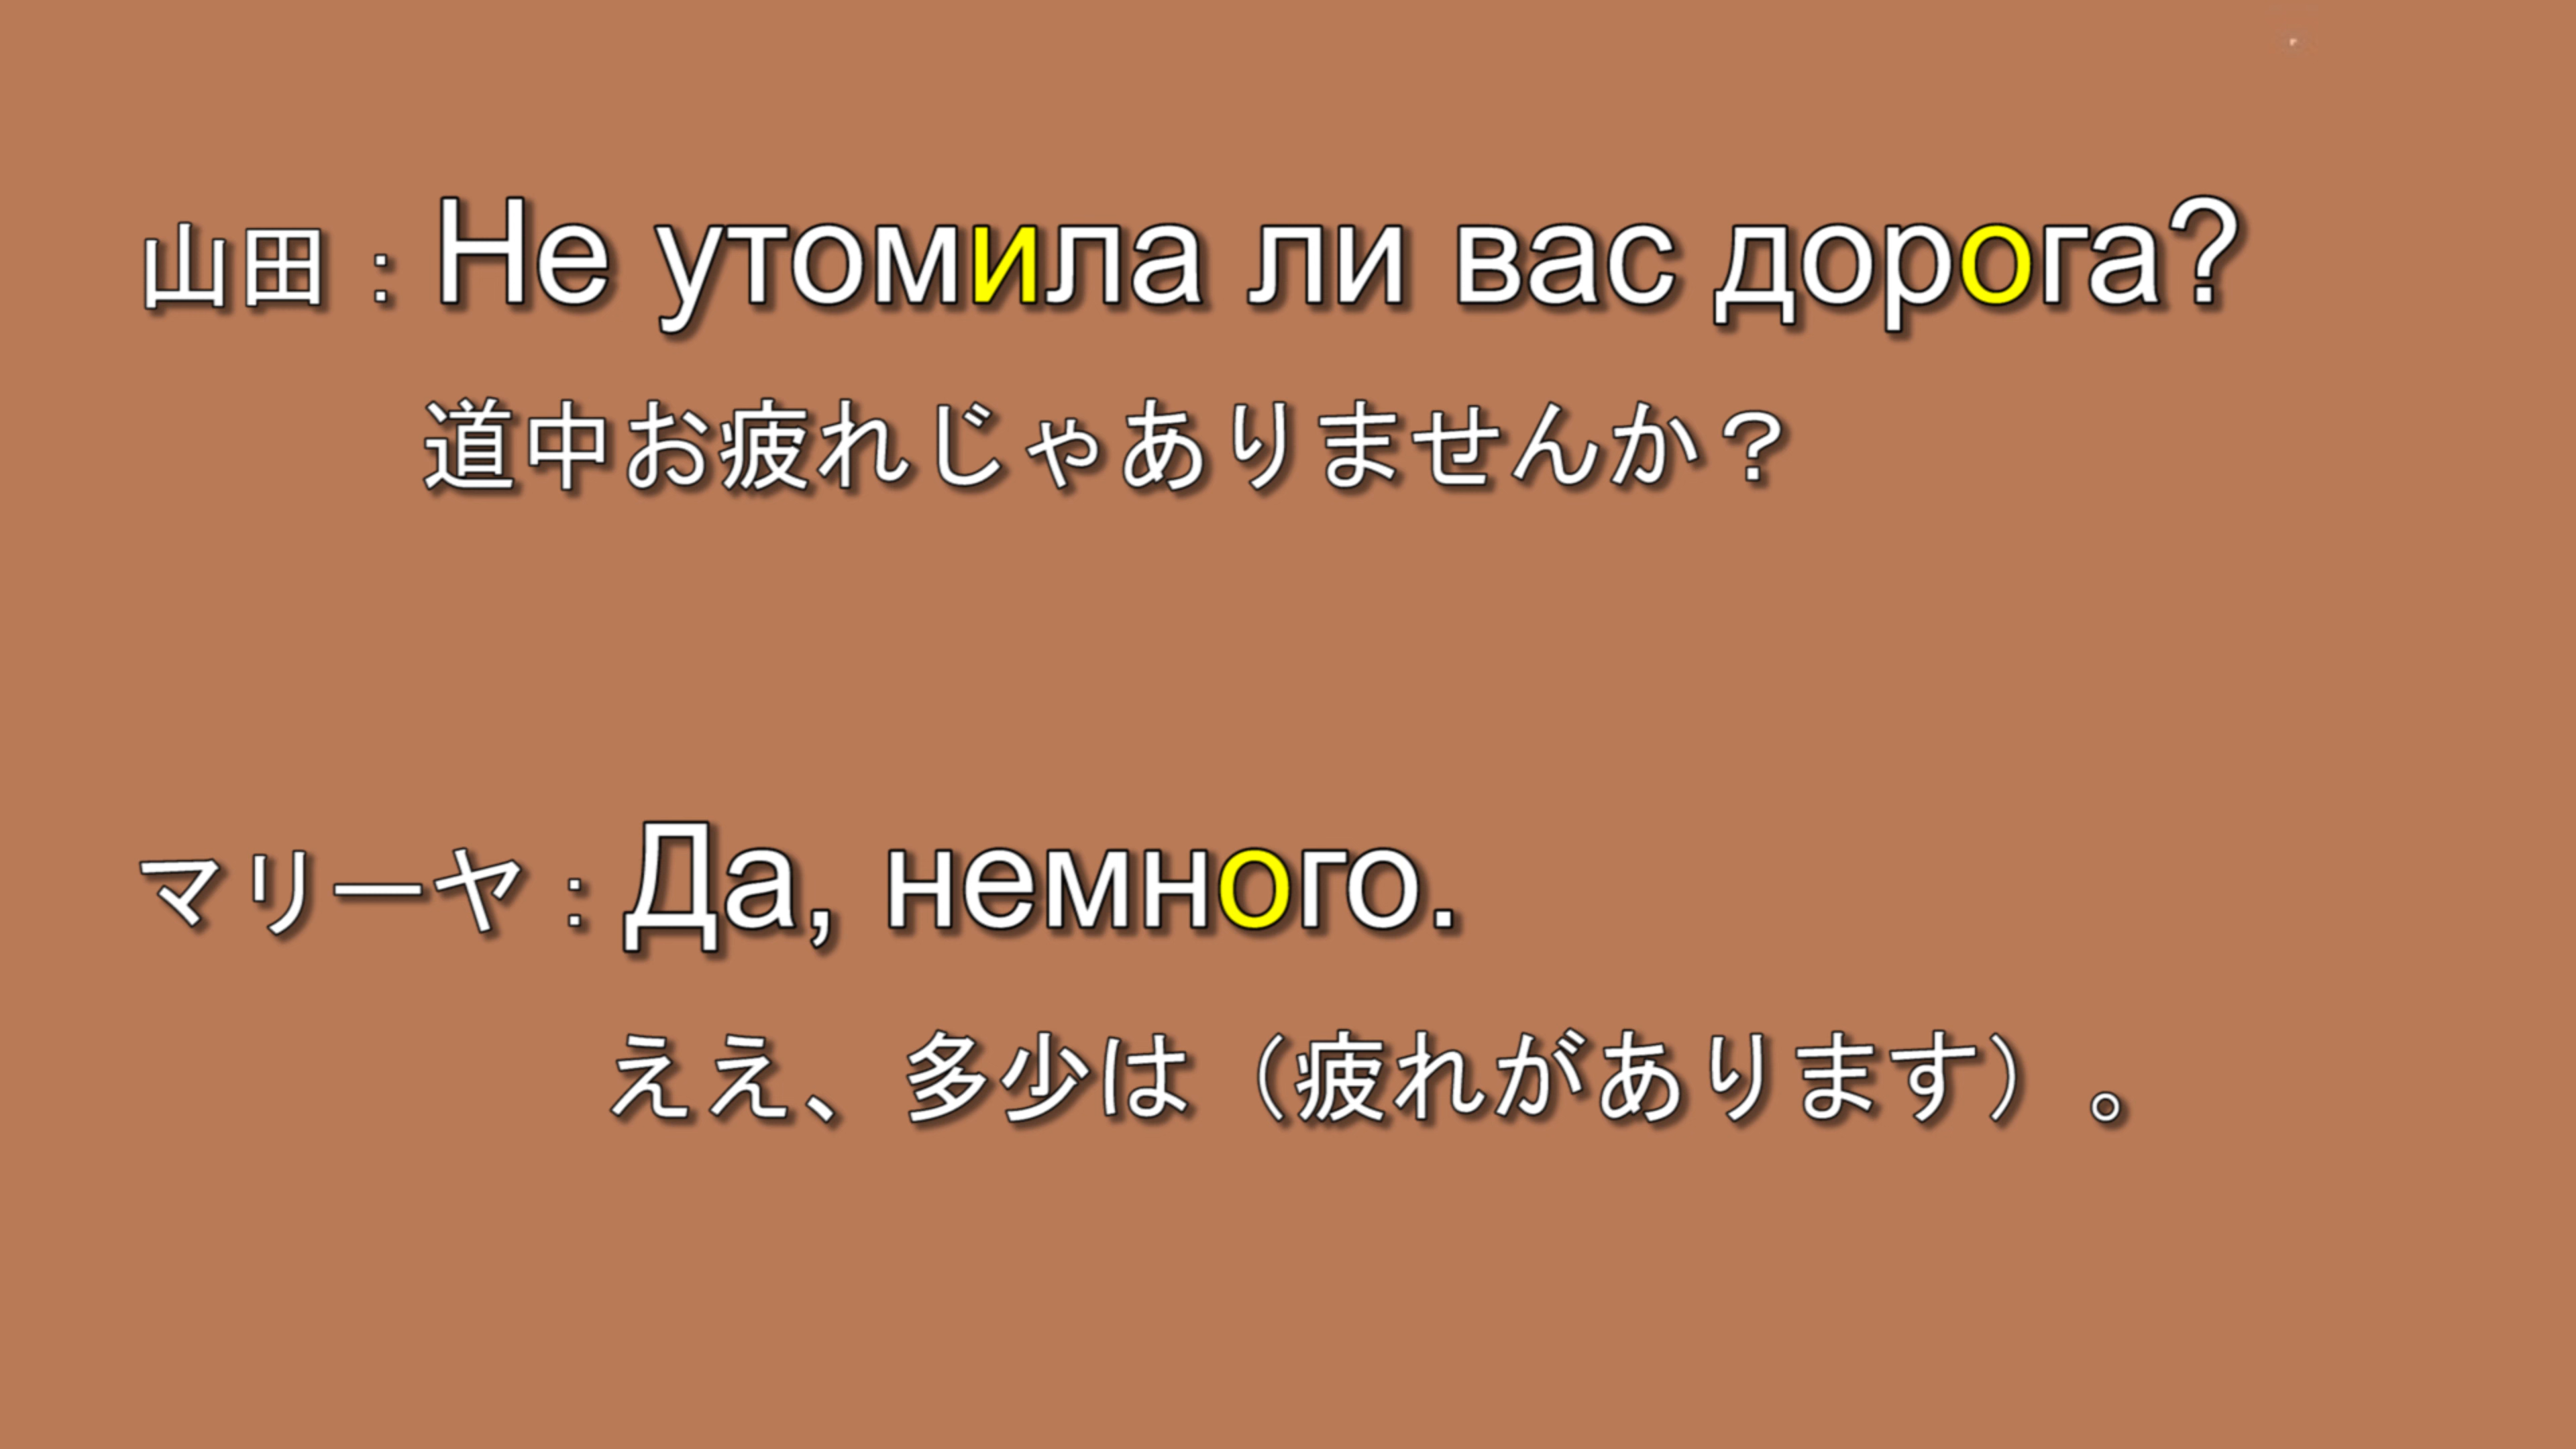 山田：Не утомила ли вас дорога?
道中お疲れじゃありませんか？
マリーヤ：Да, немного.
ええ、多少は（疲れがあります）。